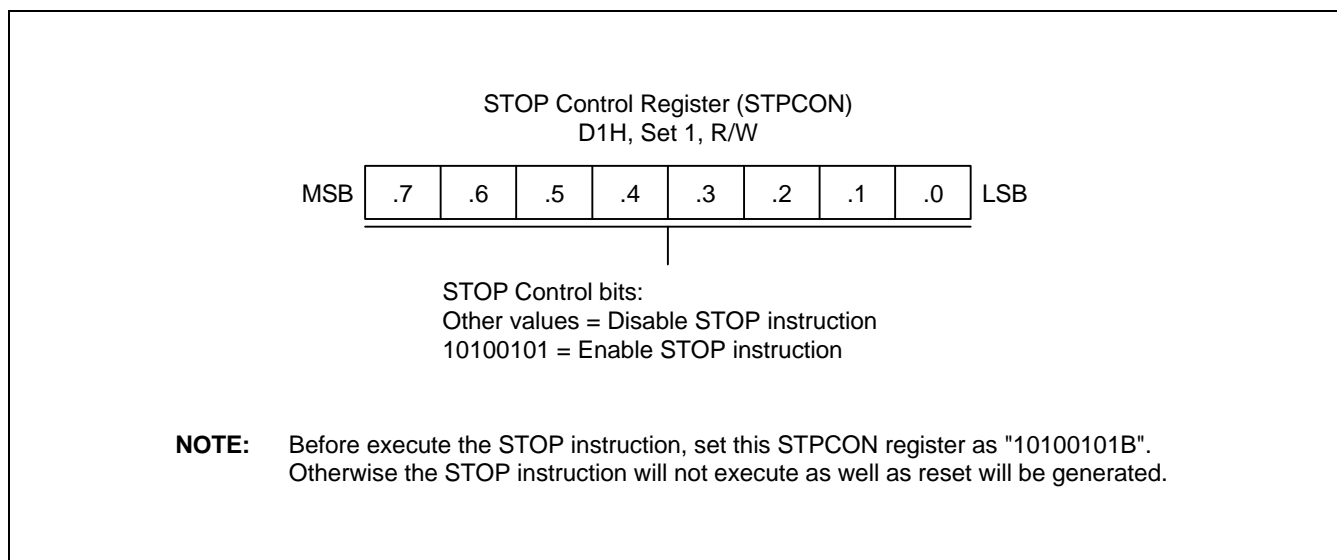 STOP Control Register (STPCON)
D1H, Set 1, R/W
MSB .7 .6 .5 .4 .3 .2 .1 .0 LSB
STOP Control bits:
Other values = Disable STOP instruction
10100101 = Enable STOP instruction
NOTE: Before execute the STOP instruction, set this STPCON register as "10100101B".
Otherwise the STOP instruction will not execute as well as reset will be generated.